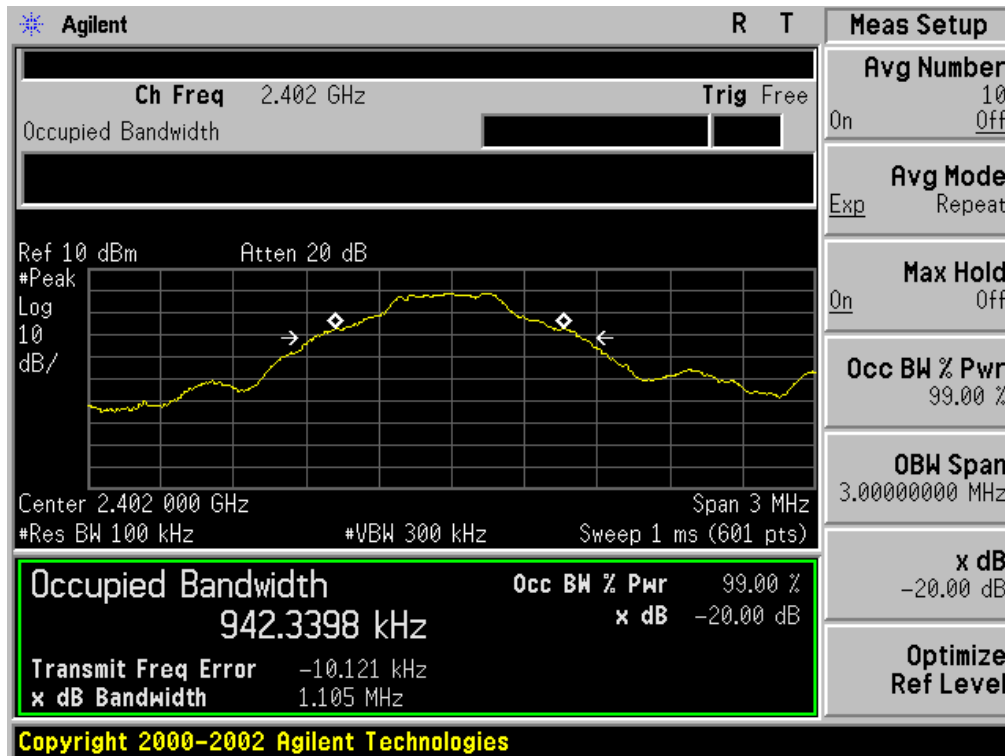 Agilent R T
Ch Freq 2.402 GHz Trig Free
Occupied Bandwidth
Ref 10 dBm Atten 20 dB
#Peak
Log
10
dB/
Center 2.402 000 GHz Span 3 MHz
#Res BW 100 kHz #VBW 300 kHz Sweep 1 ms (601 pts)
Occupied Bandwidth Occ BW % Pwr 99.00 %
942.3398 kHz x dB -20.00 dB
Transmit Freq Error -10.121 kHz
x dB Bandwidth 1.105 MHz
Copyright 2000-2002 Agilent Technologies
Meas Setup
Avg Number
10
On Off
Avg Mode
Exp Repeat
Max Hold
On Off
Occ BW % Pwr
99.00 %
OBW Span
3.00000000 MHz
x dB
-20.00 dB
Optimize
Ref Level